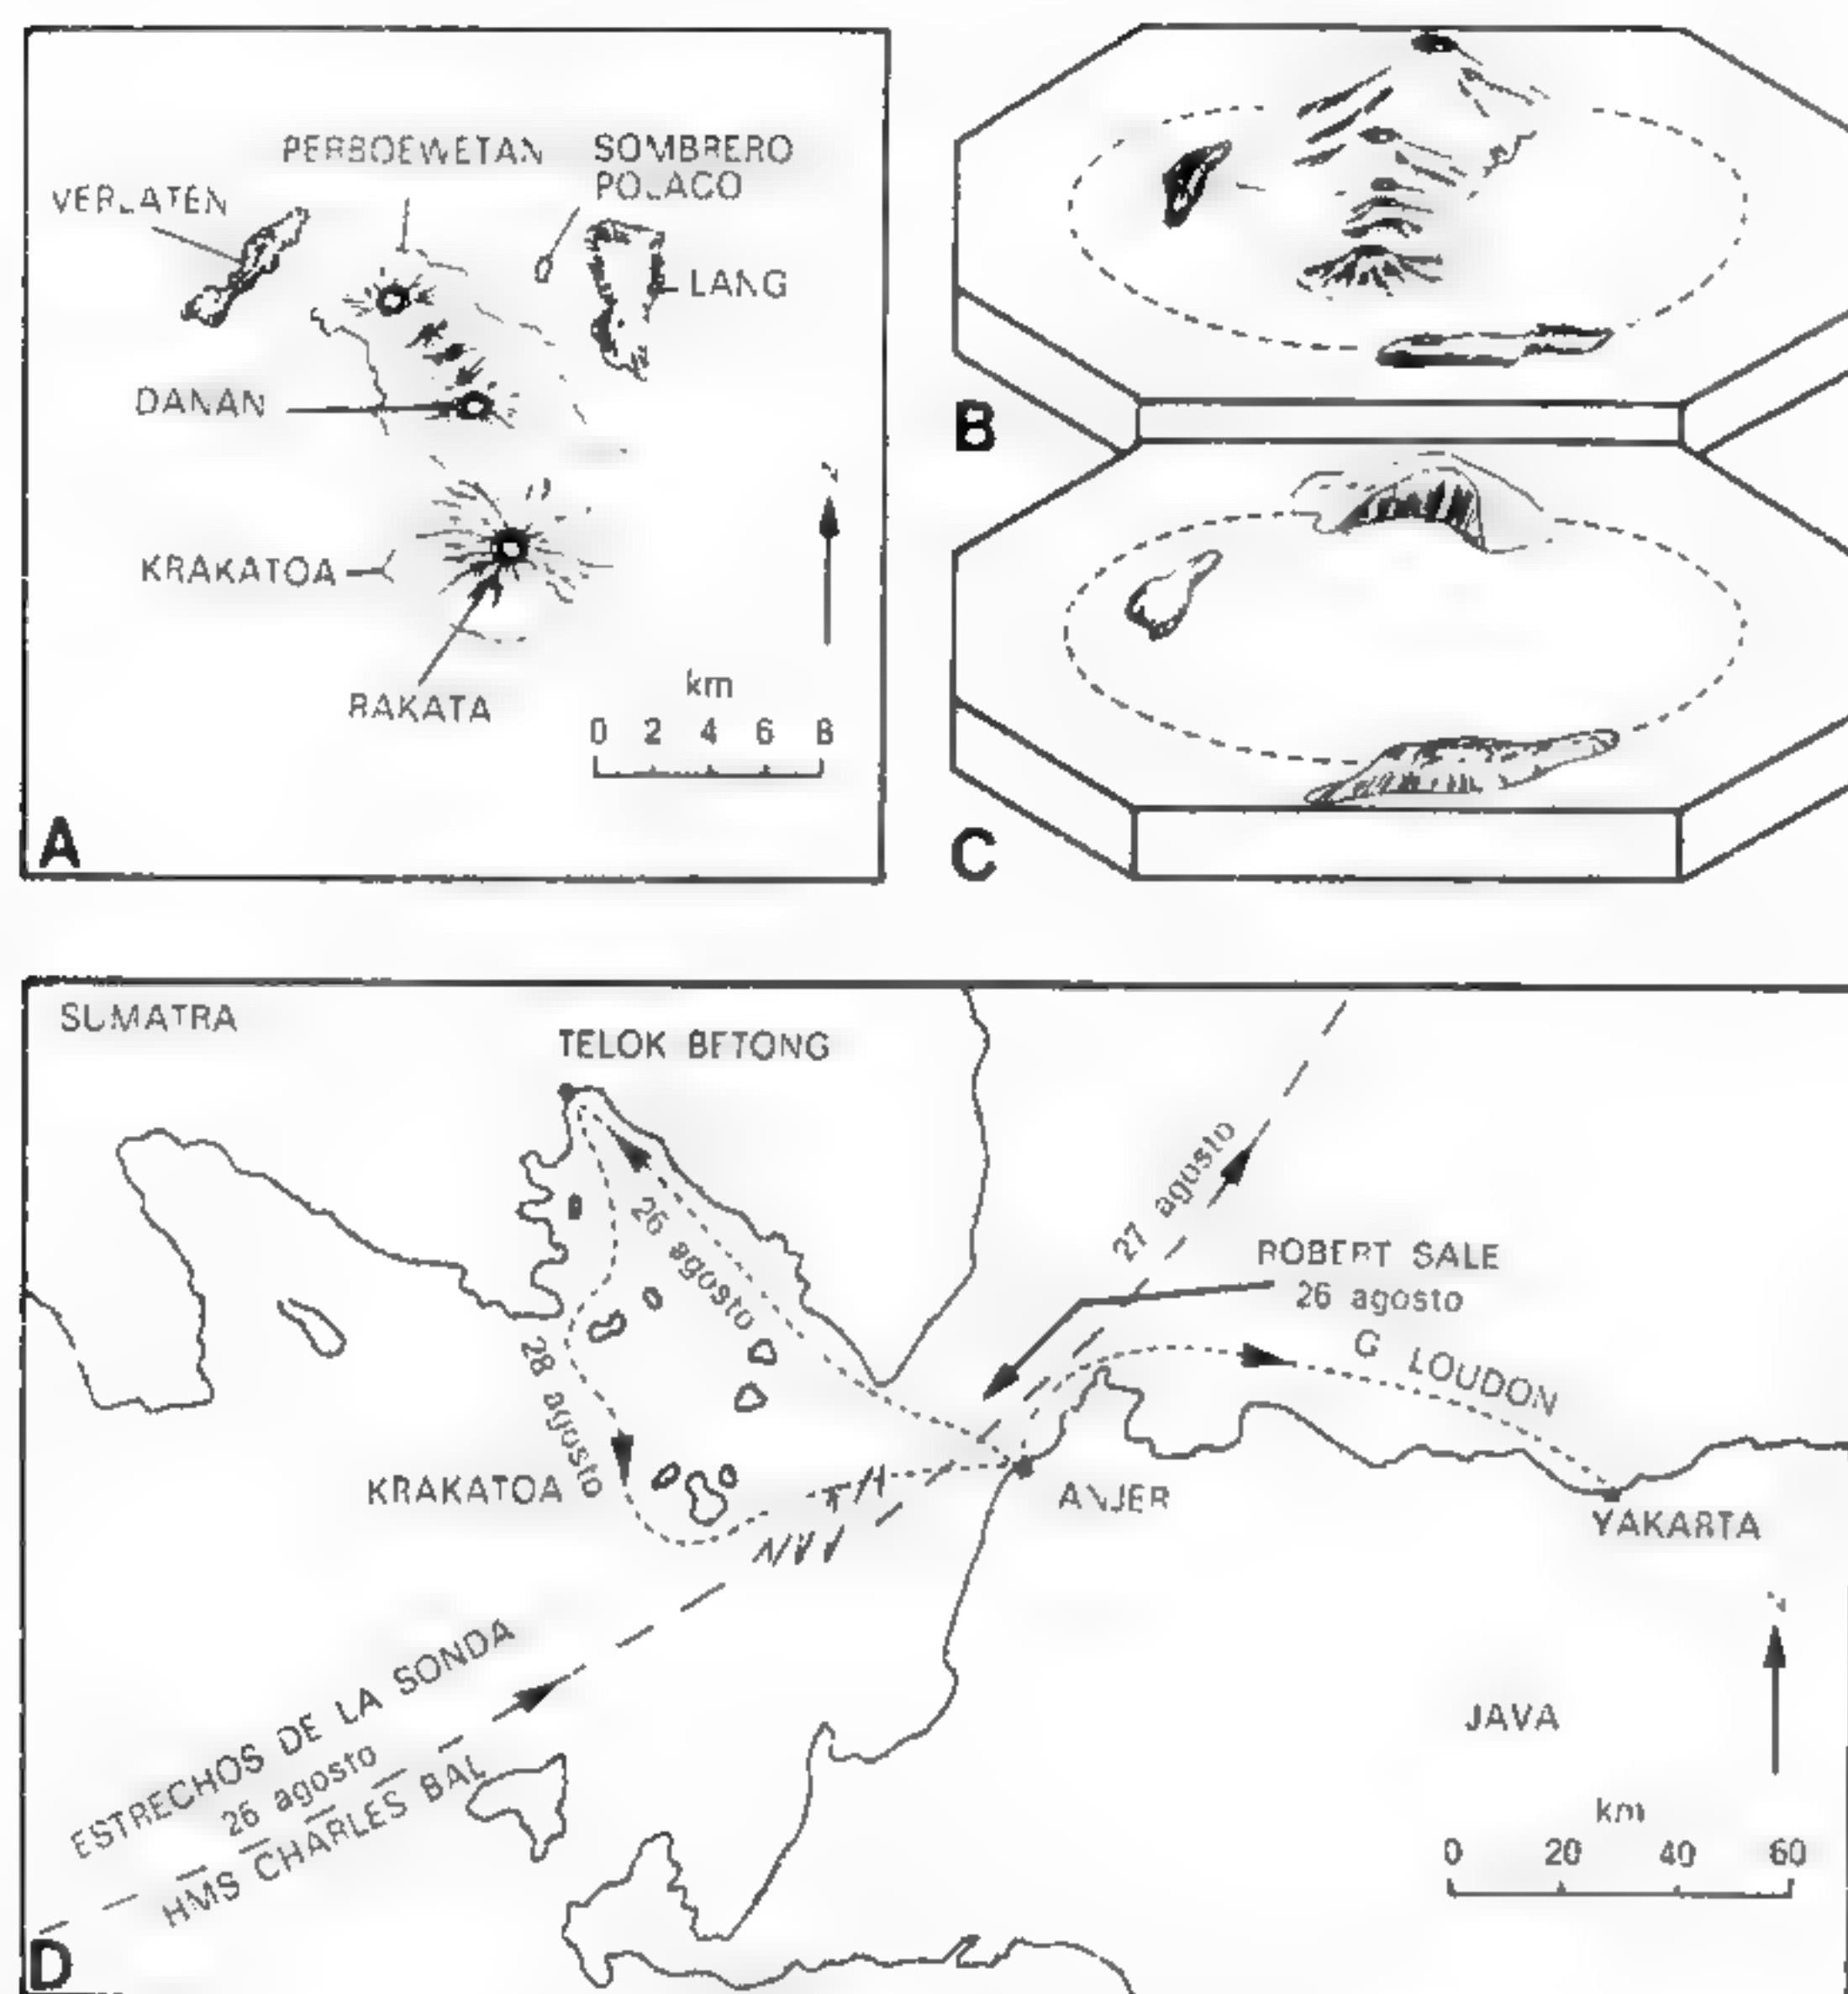 PERBOEWETAN
SOMBRERO
POLACO
VERLATEN
LANG
DANAN
KRAKATOA
RAKATA
N
km
0 2 4 6 8
A
B
C
SUMATRA
TELOK BETONG
26 agosto
27 agosto
ROBERT SALE
26 agosto
G LOUDON
28 agosto
KRAKATOA
ANJER
YAKARTA
ESTRECHOS DE LA SONDA
26 agosto
HMS CHARLES BAL
JAVA
N
km
0 20 40 60
D